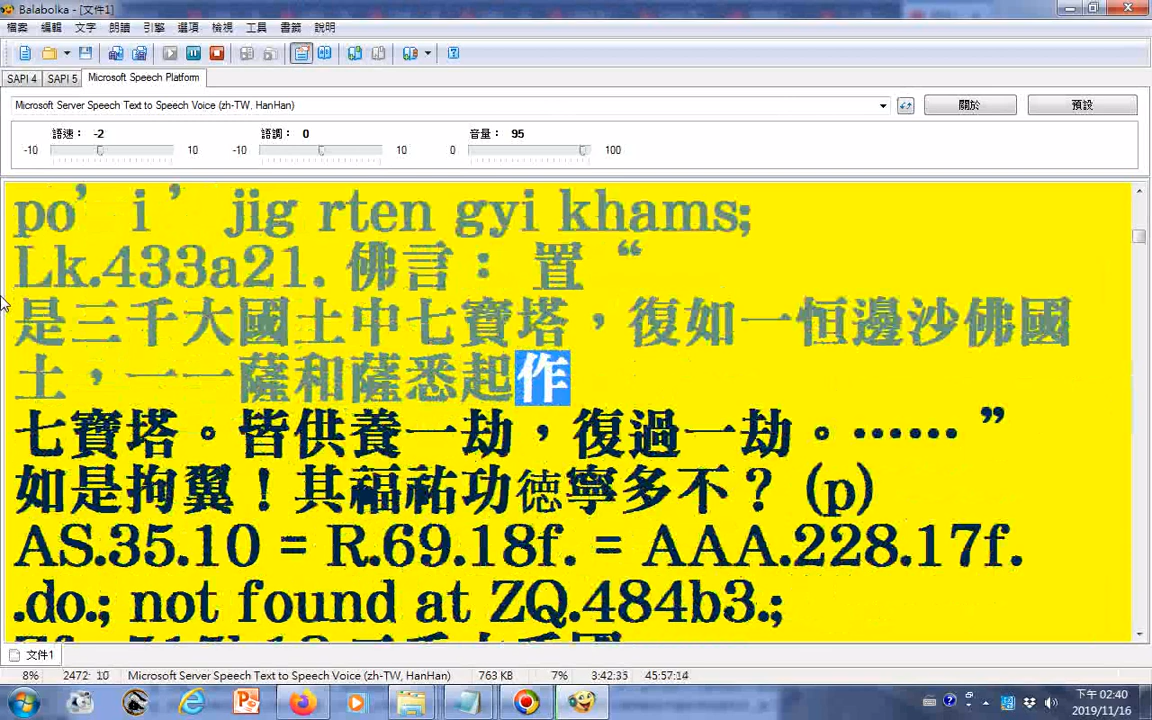 Balabolka - [文件1]
檔案 編輯 文字 朗讀 引擎 選項 檢視 工具 書籤 說明
SAPI 4 SAPI 5 Microsoft Speech Platform
Microsoft Server Speech Text to Speech Voice (zh-TW, HanHan) 關於 預設
語速： -2 語調： 0 音量： 95
-10 10 -10 10 0 100
po’i’jig rten gyi khams;
Lk.433a21. 佛言： 置“
是三千大國土中七寶塔，復如一恒邊沙佛國
土，一一薩和薩悉起作
七寶塔。皆供養一劫，復過一劫。……”
如是拘翼！其福祐功德寧多不？ (p)
AS.35.10 = R.69.18f. = AAA.228.17f.
.do.; not found at ZQ.484b3.;
文件1
8% 2472: 10 Microsoft Server Speech Text to Speech Voice (zh-TW, HanHan) 763 KB 7% 3:42:35 45:57:14
下午 02:40
2019/11/16